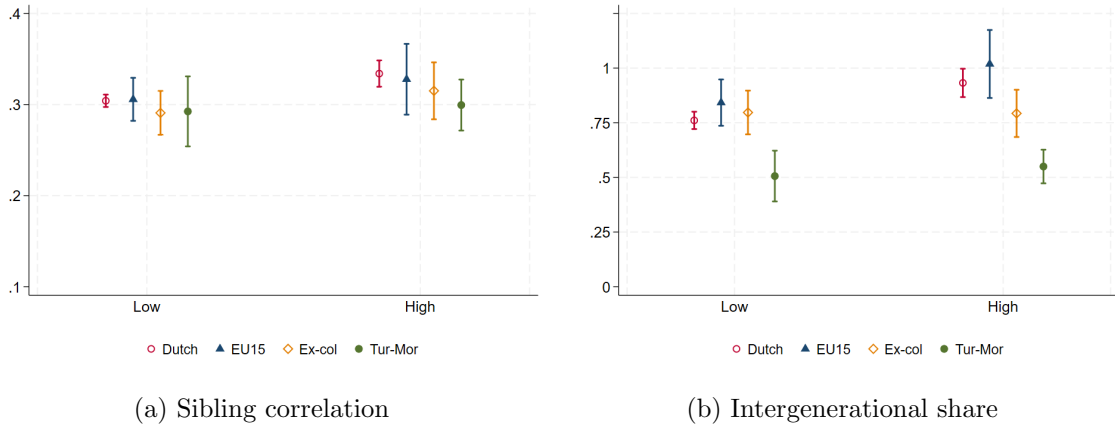 .4
.3
.2
.1
Low High
Dutch EU15 Ex-col Tur-Mor
(a) Sibling correlation
1
.75
.5
.25
0
Low High
Dutch EU15 Ex-col Tur-Mor
(b) Intergenerational share